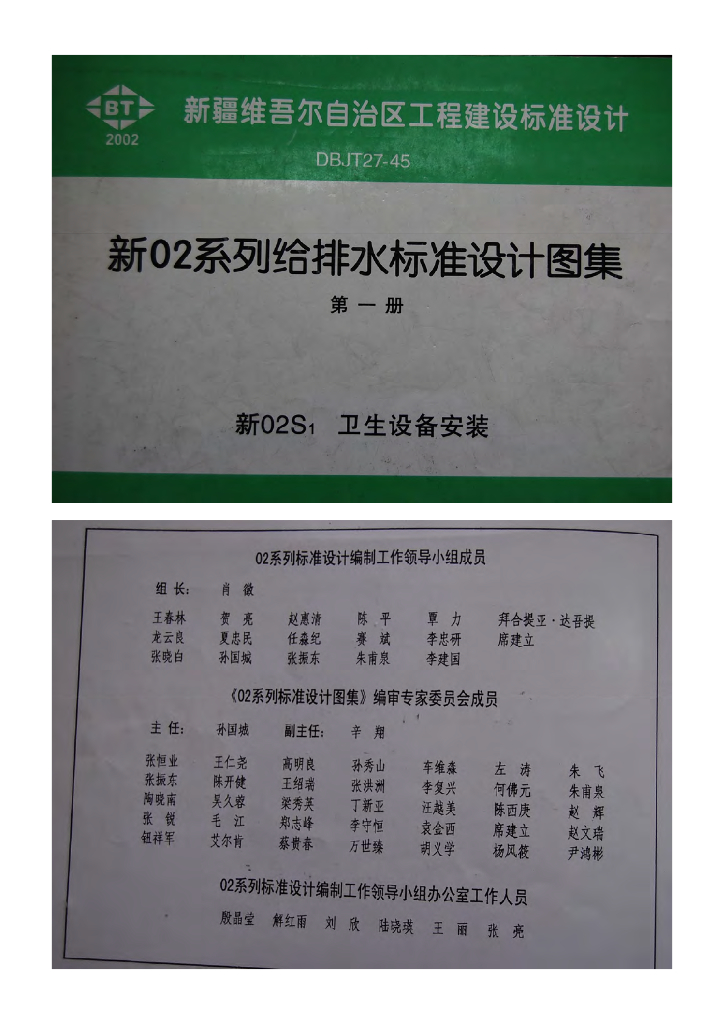 BT
2002
新疆维吾尔自治区工程建设标准设计
DBJT27-45
新02系列给排水标准设计图集
第一册
新02S1 卫生设备安装
02系列标准设计编制工作领导小组成员
组长： 肖 微
王春林 贺 亮 赵惠清 陈 平 覃 力 拜合提亚·达吾提
龙云良 夏忠民 任淼纪 赛 斌 李忠研 席建立
张晓白 孙国城 张振东 朱甫泉 李建国
《02系列标准设计图集》编审专家委员会成员
主任： 孙国城 副主任： 辛 翔
张恒业 王仁尧 高明良 孙秀山 车维森 左 涛 朱 飞
张振东 陈开健 王绍瑞 张洪洲 李复兴 何佛元 朱甫泉
陶晓南 吴久蓉 梁秀英 丁新亚 汪越美 陈西庚 赵 辉
张 锐 毛 江 郑志峰 李守恒 袁金西 席建立 赵文瑞
钮祥军 艾尔肯 蔡贵春 万世臻 胡义学 杨风筱 尹鸿彬
02系列标准设计编制工作领导小组办公室工作人员
殷晶堂 解红雨 刘 欣 陆晓瑛 王 丽 张 亮